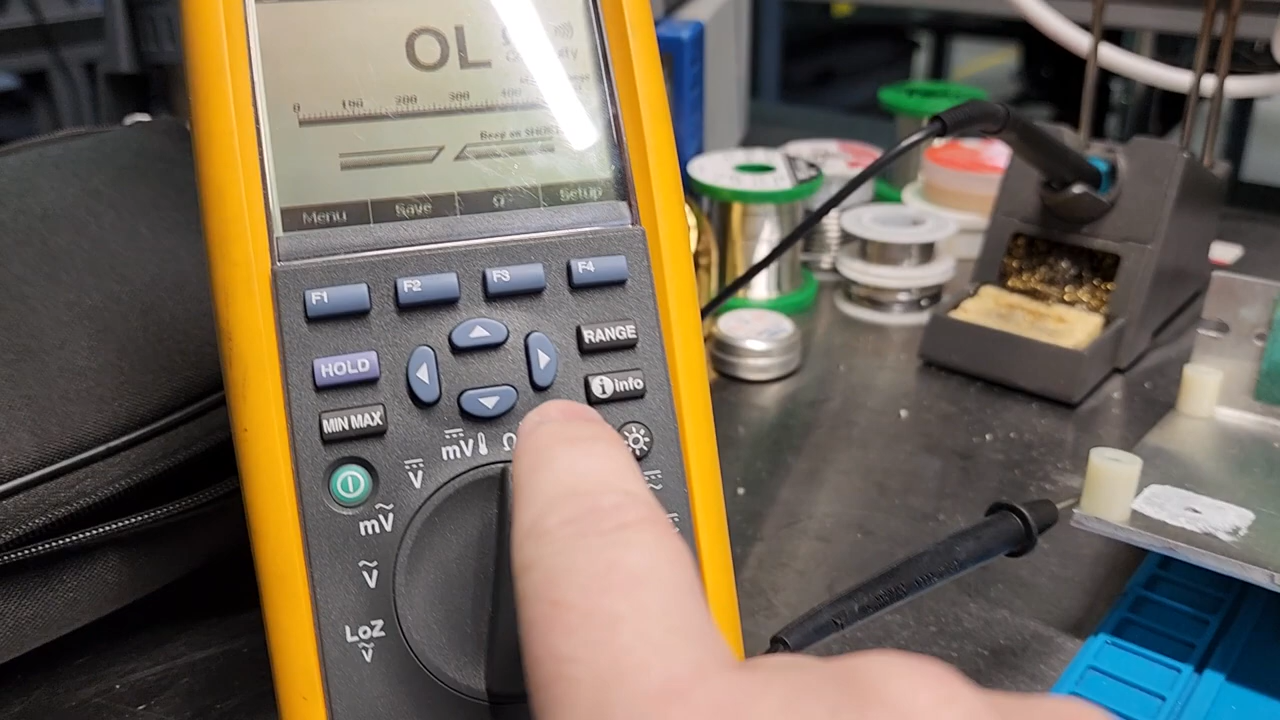 OL
0 100 200 300 400
Beep on SHORT
Menu Save Setup
F1 F2 F3 F4
HOLD RANGE
MIN MAX info
mV Ω
V
mV
V
LoZ
V